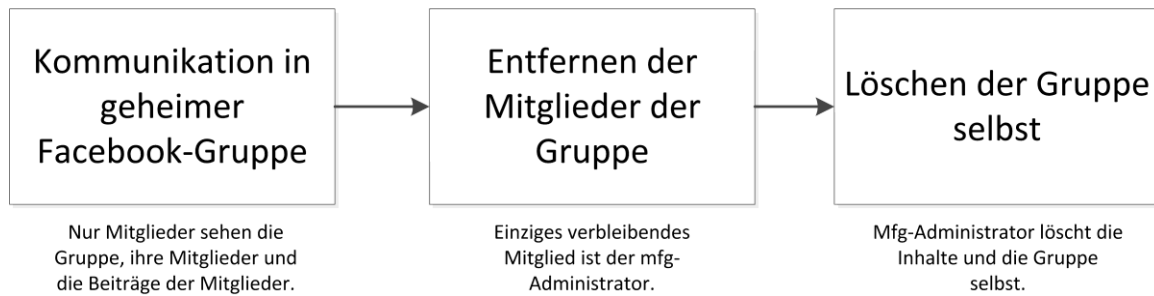 Kommunikation in
geheimer
Facebook-Gruppe
Entfernen der
Mitglieder der
Gruppe
Löschen der Gruppe
selbst
Nur Mitglieder sehen die
Gruppe, ihre Mitglieder und
die Beiträge der Mitglieder.
Einziges verbleibendes
Mitglied ist der mfg-
Administrator.
Mfg-Administrator löscht die
Inhalte und die Gruppe
selbst.